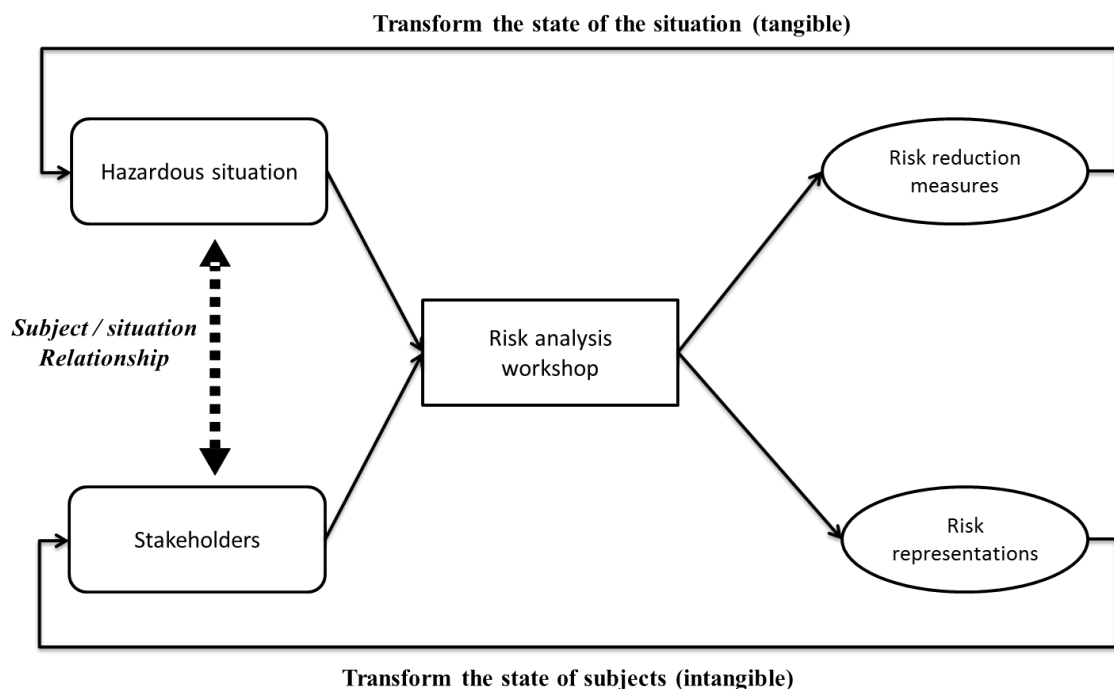 Transform the state of the situation (tangible)
Hazardous situation
Risk reduction
measures
Subject / situation
Relationship
Risk analysis
workshop
Stakeholders
Risk
representations
Transform the state of subjects (intangible)